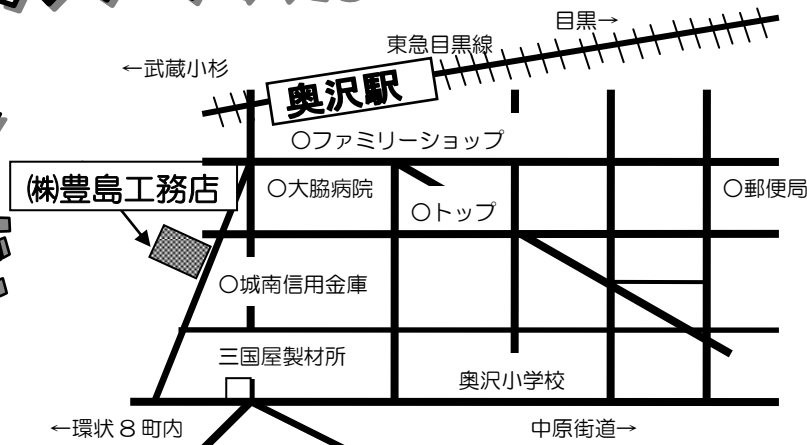 目黒→
東急目黒線
←武蔵小杉
奥沢駅
○ファミリーショップ
㈱豊島工務店
○大脇病院
○郵便局
○トップ
○城南信用金庫
三国屋製材所
奥沢小学校
←環状８町内
中原街道→